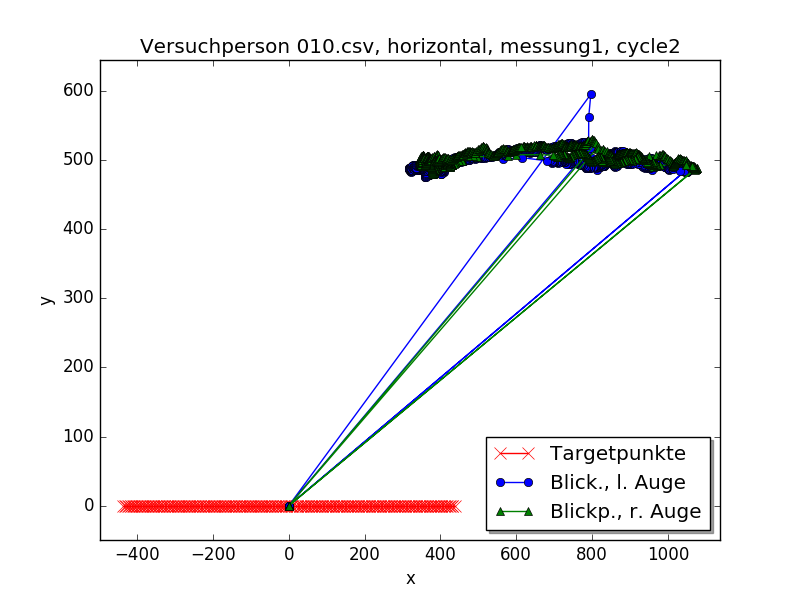 Versuchperson 010.csv, horizontal, messung1, cycle2
600
500
400
300
200
100
0
y
−400 −200 0 200 400 600 800 1000
x
Targetpunkte
Blick., l. Auge
Blickp., r. Auge